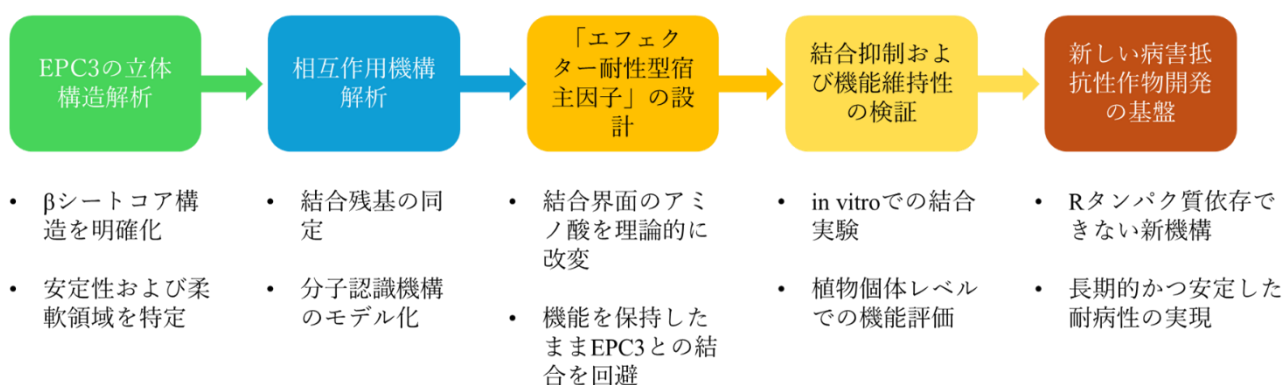 EPC3の立体
構造解析
相互作用機構
解析
「エフェク
ター耐性型宿
主因子」の設
計
結合抑制およ
び機能維持性
の検証
新しい病害抵
抗性作物開発
の基盤
• βシートコア構
造を明確化
• 安定性および柔
軟領域を特定
• 結合残基の同
定
• 分子認識機構
のモデル化
• 結合界面のアミ
ノ酸を理論的に
改変
• 機能を保持した
ままEPC3との結
合を回避
• in vitroでの結合
実験
• 植物個体レベル
での機能評価
• Rタンパク質依存で
きない新機構
• 長期的かつ安定した
耐病性の実現